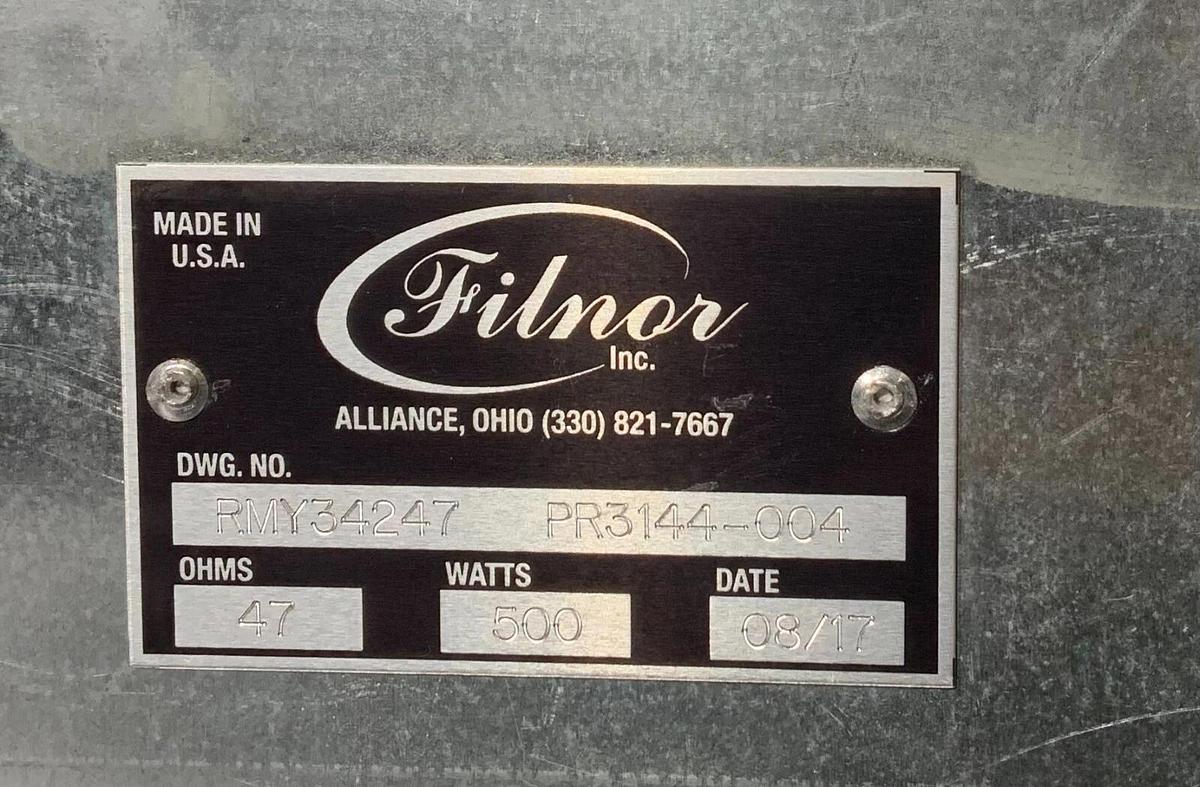 MADE IN
U.S.A.
Filnor
Inc.
ALLIANCE, OHIO (330) 821-7667
DWG. NO.
RMY34247 PR3144-004
OHMS WATTS DATE
47 500 08/17